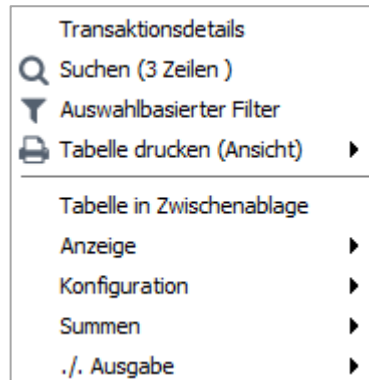 Transaktionsdetails
Suchen (3 Zeilen )
Auswahlbasierter Filter
Tabelle drucken (Ansicht)
Tabelle in Zwischenablage
Anzeige
Konfiguration
Summen
./. Ausgabe